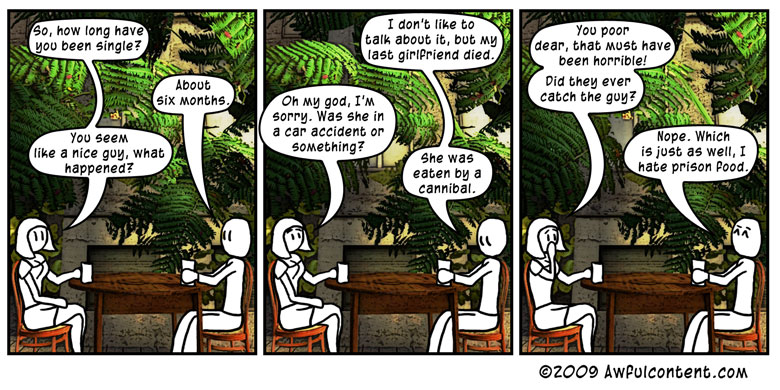 So, how long have
you been single?
About
six months.
You seem
like a nice guy, what
happened?
I don't like to
talk about it, but my
last girlfriend died.
Oh my god, I'm
sorry. Was she in
a car accident or
something?
She was
eaten by a
cannibal.
You poor
dear, that must have
been horrible!
Did they ever
catch the guy?
Nope. Which
is just as well, I
hate prison food.
©2009 Awfulcontent.com